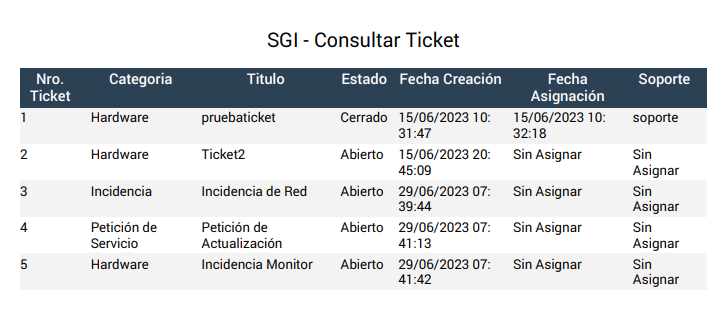 SGI - Consultar Ticket
Nro. Categoria Titulo Estado Fecha Creación Fecha Soporte
Ticket Asignación
1 Hardware pruebaticket Cerrado 15/06/2023 10: 15/06/2023 10: soporte
31:47 32:18
2 Hardware Ticket2 Abierto 15/06/2023 20: Sin Asignar Sin
45:09 Asignar
3 Incidencia Incidencia de Red Abierto 29/06/2023 07: Sin Asignar Sin
39:44 Asignar
4 Petición de Petición de Abierto 29/06/2023 07: Sin Asignar Sin
Servicio Actualización 41:13 Asignar
5 Hardware Incidencia Monitor Abierto 29/06/2023 07: Sin Asignar Sin
41:42 Asignar